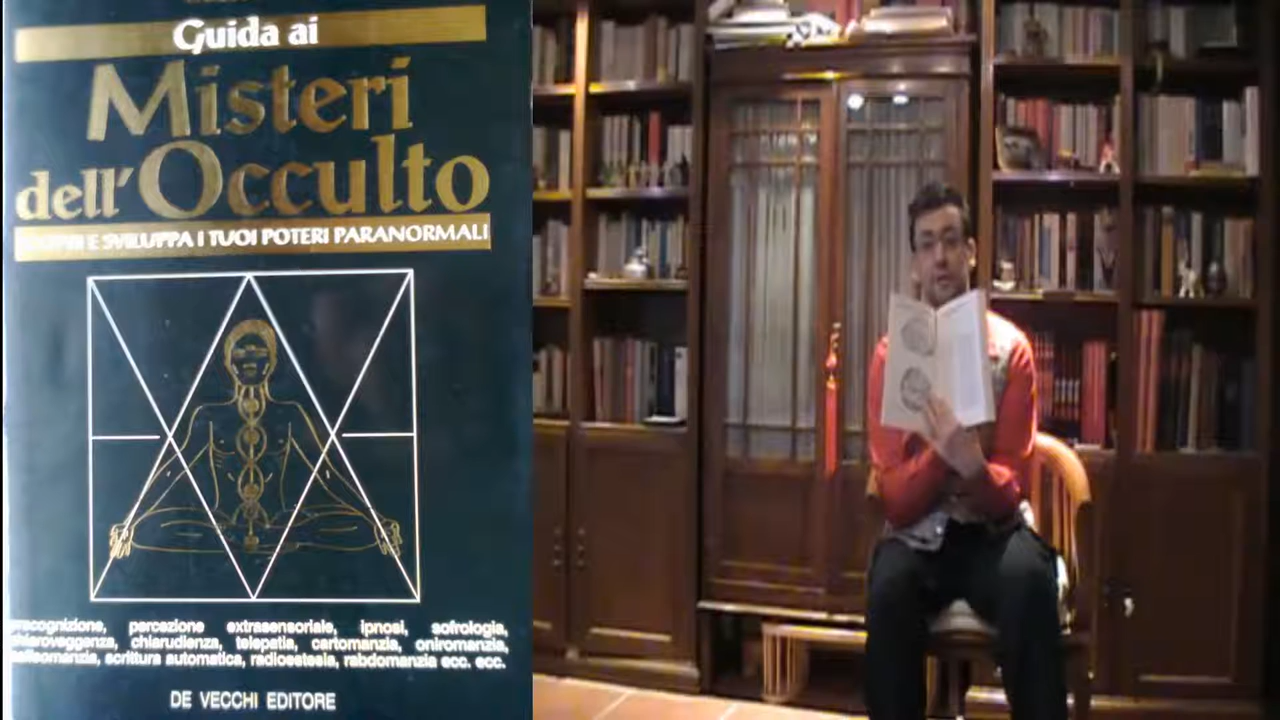 Guida ai
Misteri
dell'Occulto
E SVILUPPA I TUOI POTERI PARANORMALI
precognizione, percezione extrasensoriale, ipnosi, sofrologia,
chiaroveggenza, chiarudienza, telepatia, cartomanzia, oniromanzia,
scrittura automatica, radioestesia, rabdomanzia ecc. ecc.
DE VECCHI EDITORE